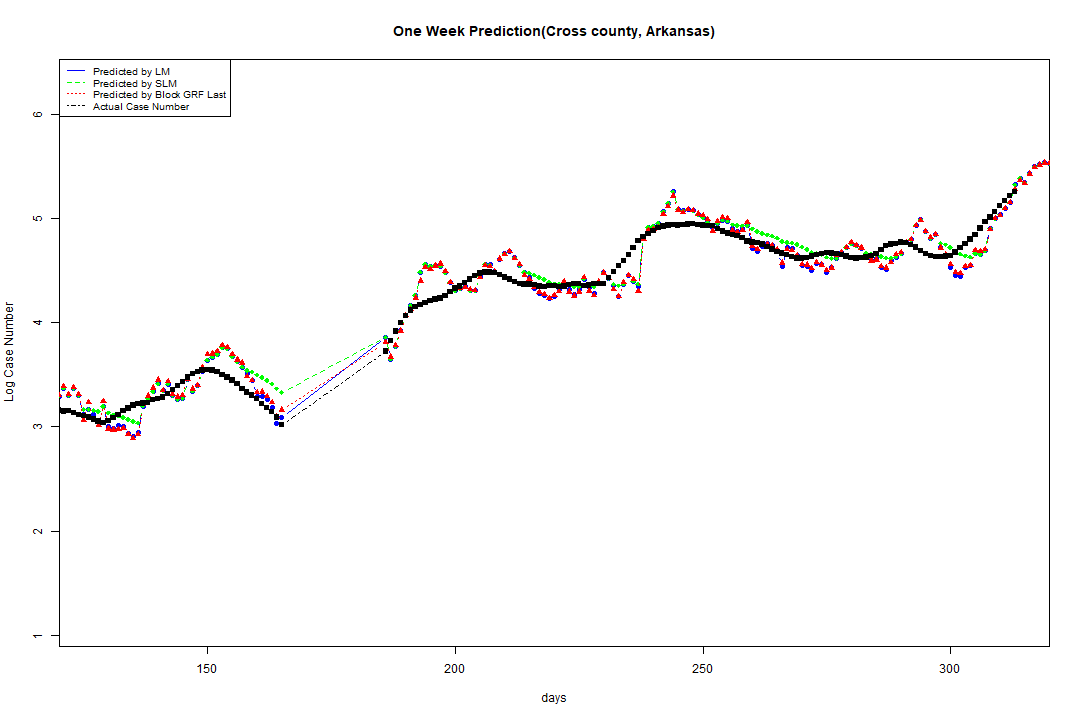 One Week Prediction(Cross county, Arkansas)
Predicted by LM
Predicted by SLM
Predicted by Block GRF Last
Actual Case Number
Log Case Number
6
5
4
3
2
1
150
200
250
300
days